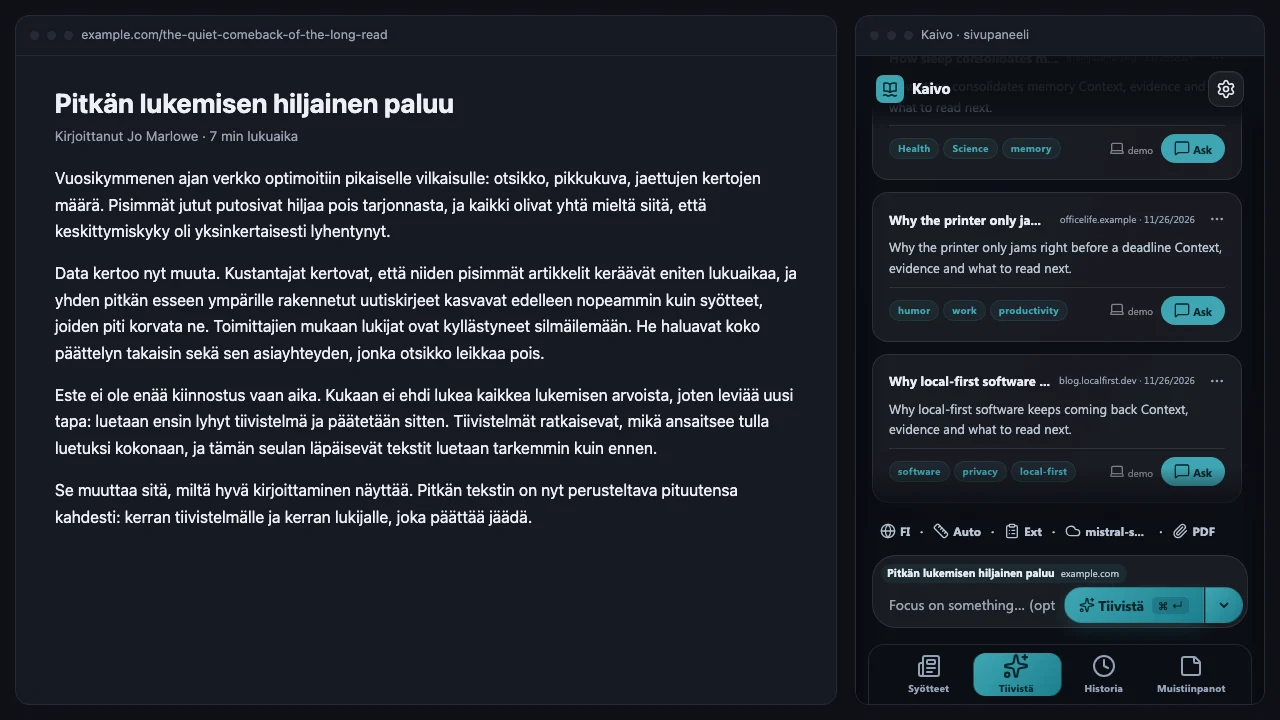 example.com/the-quiet-comeback-of-the-long-read
Pitkän lukemisen hiljainen paluu
Kirjoittanut Jo Marlowe · 7 min lukuaika
Vuosikymmenen ajan verkko optimoitiin pikaiselle vilkaisulle: otsikko, pikkukuva, jaettujen kertojen
määrä. Pisimmät jutut putosivat hiljaa pois tarjonnasta, ja kaikki olivat yhtä mieltä siitä, että
keskittymiskyky oli yksinkertaisesti lyhentynyt.
Data kertoo nyt muuta. Kustantajat kertovat, että niiden pisimmät artikkelit keräävät eniten lukuaikaa, ja
yhden pitkän esseen ympärille rakennetut uutiskirjeet kasvavat edelleen nopeammin kuin syötteet,
joiden piti korvata ne. Toimittajien mukaan lukijat ovat kyllästyneet silmäilemään. He haluavat koko
päättelyn takaisin sekä sen asiayhteyden, jonka otsikko leikkaa pois.
Este ei ole enää kiinnostus vaan aika. Kukaan ei ehdi lukea kaikkea lukemisen arvoista, joten leviää uusi
tapa: luetaan ensin lyhyt tiivistelmä ja päätetään sitten. Tiivistelmät ratkaisevat, mikä ansaitsee tulla
luetuksi kokonaan, ja tämän seulan läpäisevät tekstit luetaan tarkemmin kuin ennen.
Se muuttaa sitä, miltä hyvä kirjoittaminen näyttää. Pitkän tekstin on nyt perusteltava pituutensa
kahdesti: kerran tiivistelmälle ja kerran lukijalle, joka päättää jäädä.
Kaivo · sivupaneeli
How sleep consolidates m...
Kaivo
consolidates memory Context, evidence and
what to read next.
Health Science memory demo Ask
Why the printer only ja... officelife.example · 11/26/2026 ···
Why the printer only jams right before a deadline Context,
evidence and what to read next.
humor work productivity demo Ask
Why local-first software ... blog.localfirst.dev · 11/26/2026 ···
Why local-first software keeps coming back Context,
evidence and what to read next.
software privacy local-first demo Ask
FI · Auto · Ext · mistral-s... · PDF
Pitkän lukemisen hiljainen paluu example.com
Focus on something... (opt Tiivistä ⌘ ↵
Syötteet Tiivistä Historia Muistiinpanot